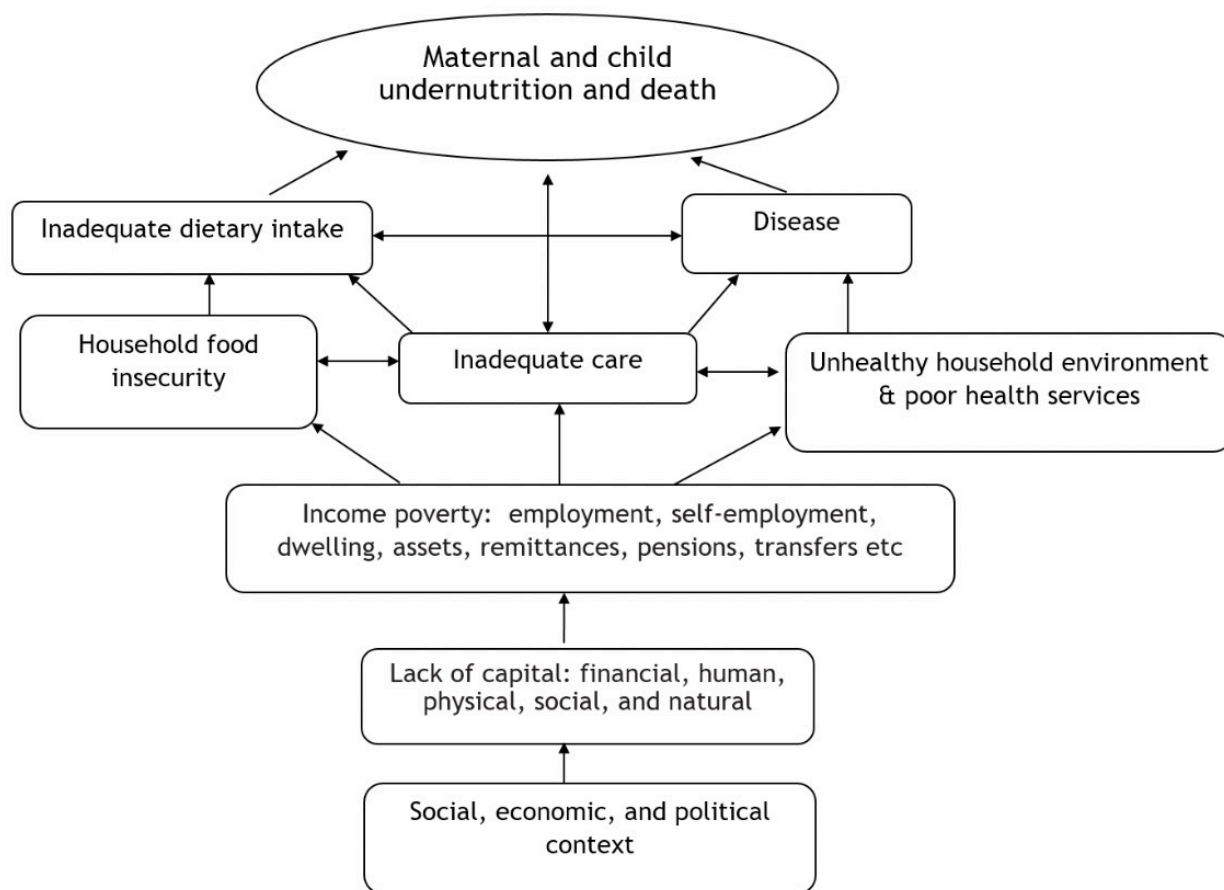 Maternal and child
undernutrition and death
Inadequate dietary intake
Disease
Household food
insecurity
Inadequate care
Unhealthy household environment
& poor health services
Income poverty: employment, self-employment,
dwelling, assets, remittances, pensions, transfers etc
Lack of capital: financial, human,
physical, social, and natural
Social, economic, and political
context